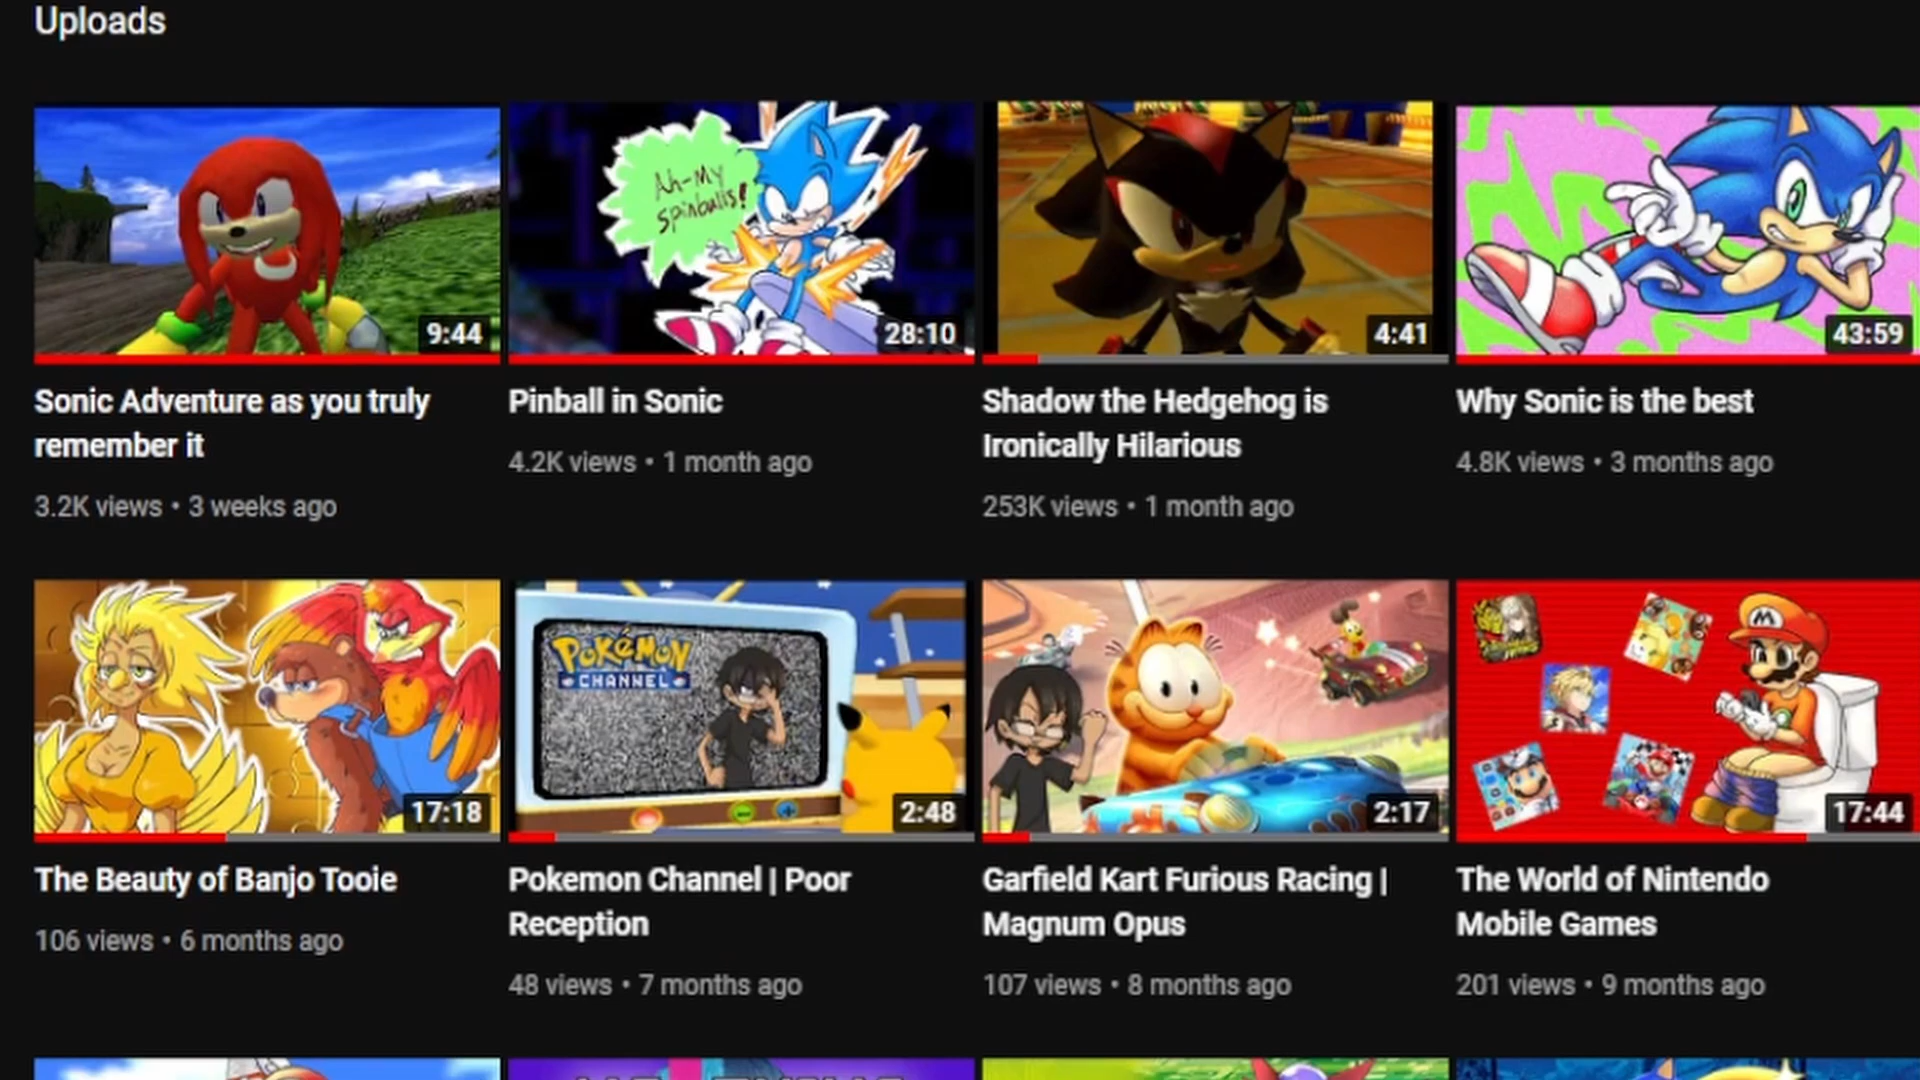 Uploads
Ah-My
spinballs!
9:44
28:10
4:41
43:59
Sonic Adventure as you truly
remember it
3.2K views • 3 weeks ago
Pinball in Sonic
4.2K views • 1 month ago
Shadow the Hedgehog is
Ironically Hilarious
253K views • 1 month ago
Why Sonic is the best
4.8K views • 3 months ago
POKéMON
CHANNEL
M
17:18
2:48
2:17
17:44
The Beauty of Banjo Tooie
106 views • 6 months ago
Pokemon Channel | Poor
Reception
48 views • 7 months ago
Garfield Kart Furious Racing |
Magnum Opus
107 views • 8 months ago
The World of Nintendo
Mobile Games
201 views • 9 months ago